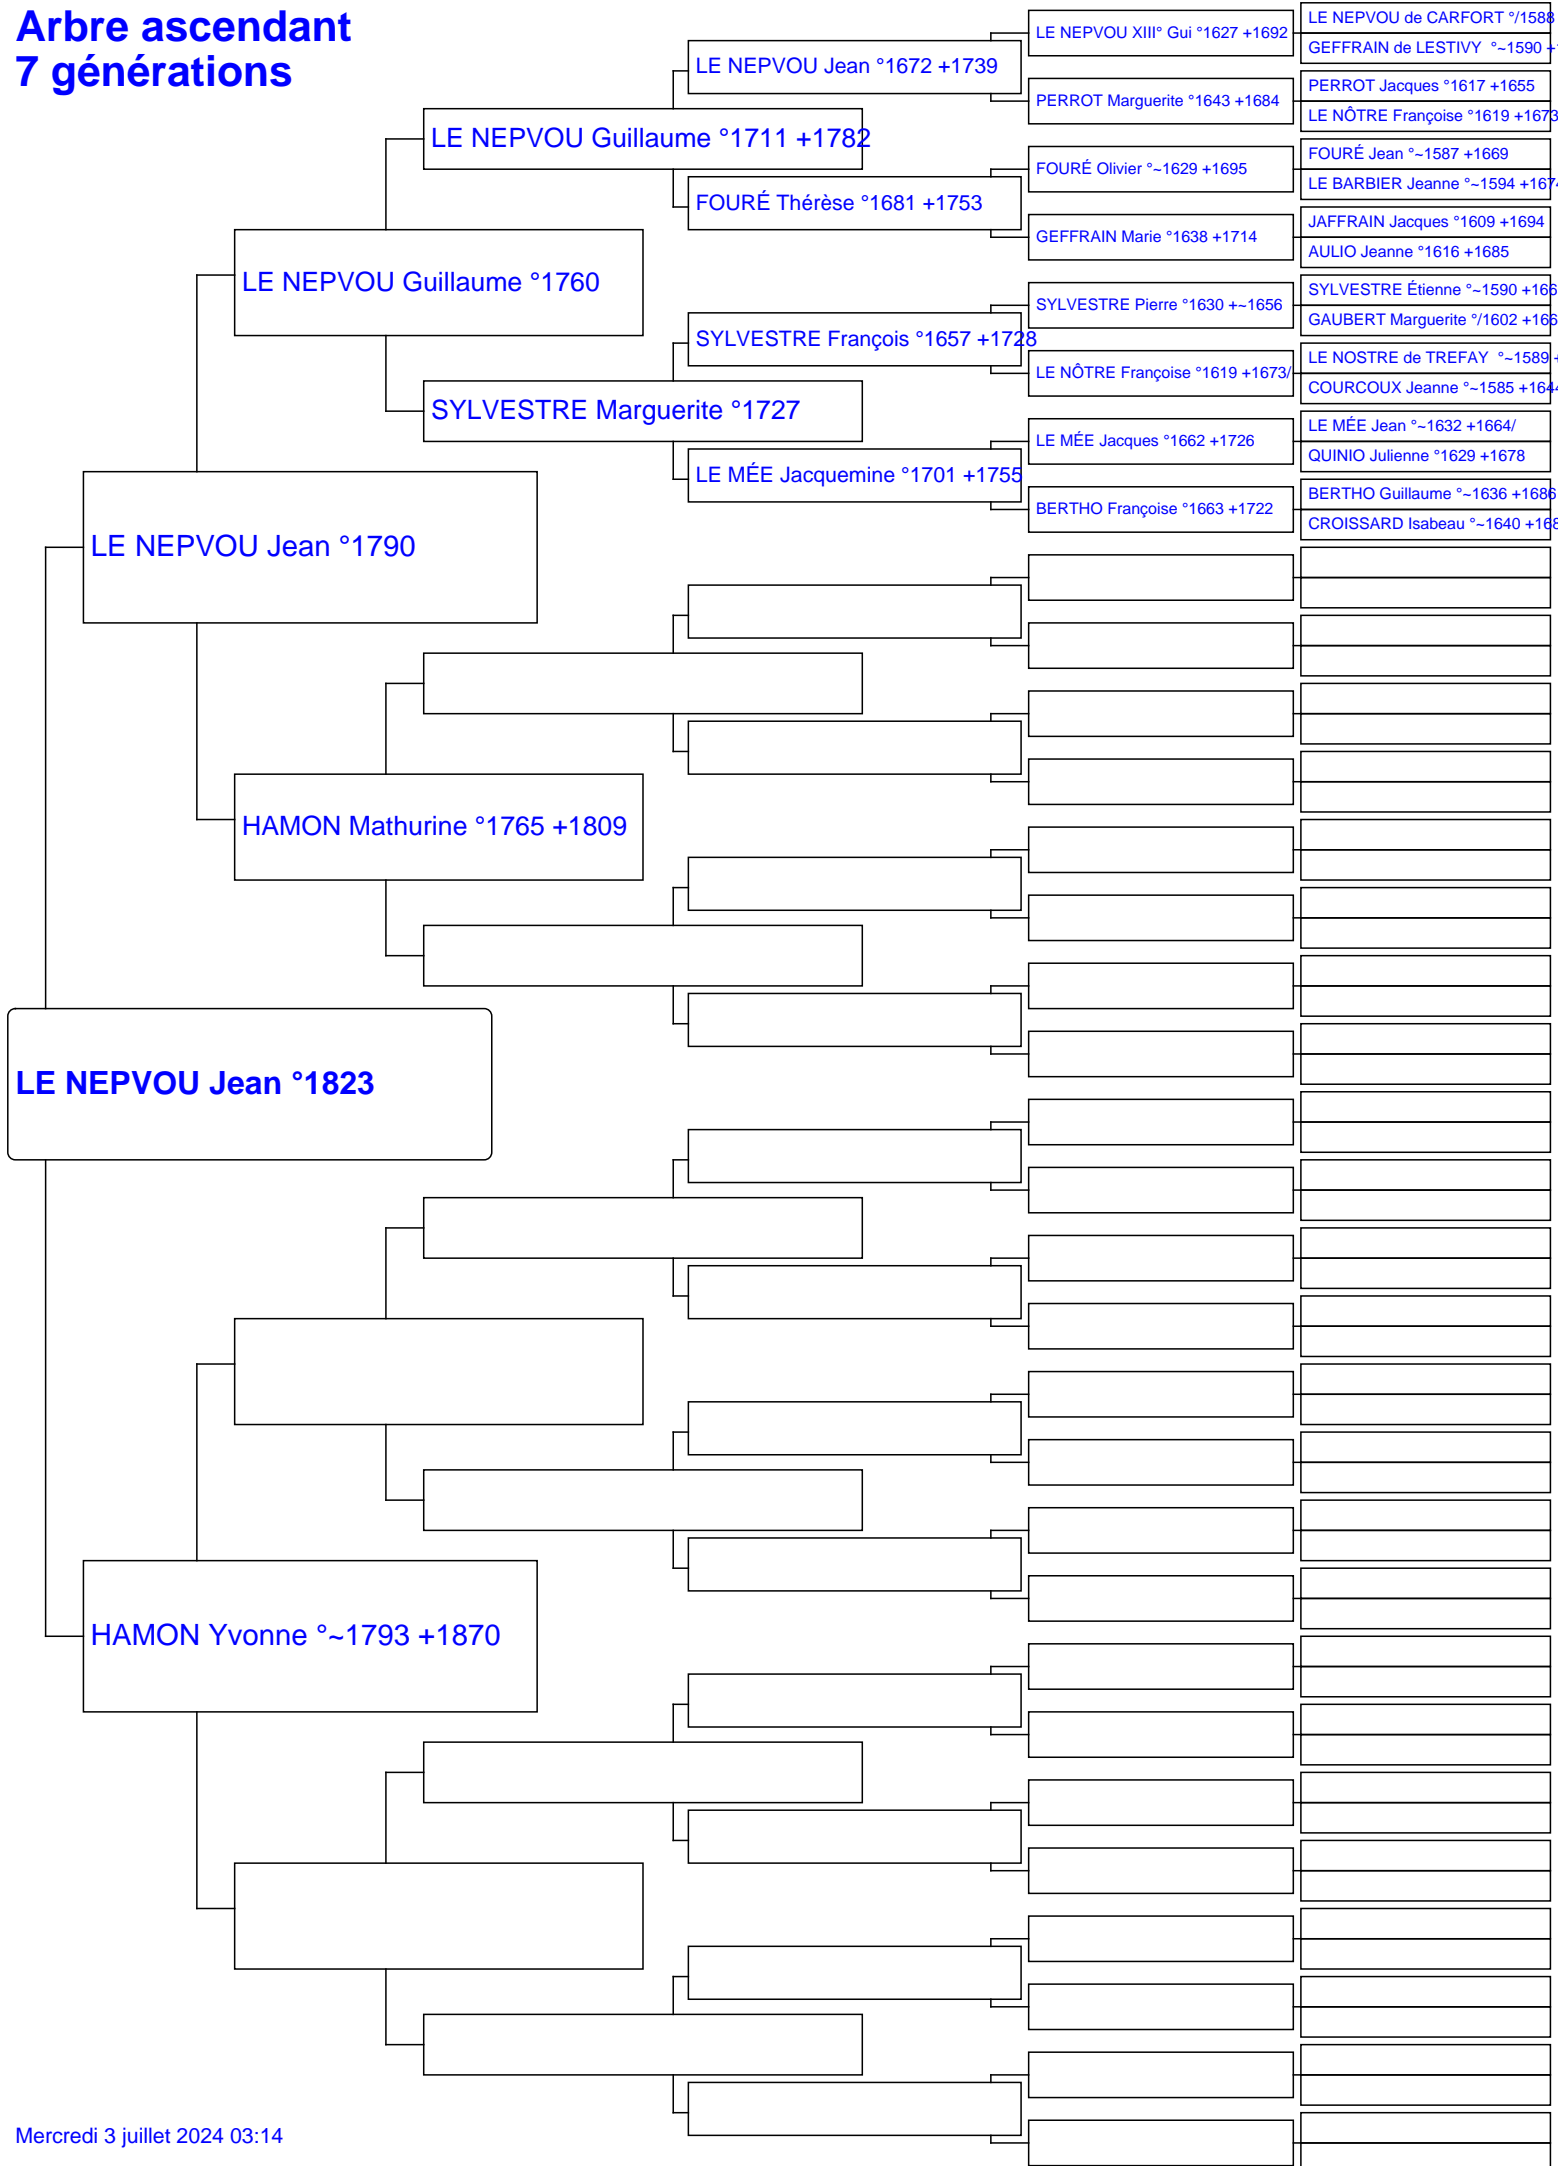 Arbre ascendant
7 générations
LE NEPVOU Jean °1823
LE NEPVOU Jean °1790
HAMON Yvonne °~1793 +1870
LE NEPVOU Guillaume °1760
HAMON Mathurine °1765 +1809
LE NEPVOU Guillaume °1711 +1782
SYLVESTRE Marguerite °1727
LE NEPVOU Jean °1672 +1739
FOURÉ Thérèse °1681 +1753
SYLVESTRE François °1657 +1728
LE MÉE Jacquemine °1701 +1755
LE NEPVOU XIII° Gui °1627 +1692
PERROT Marguerite °1643 +1684
FOURÉ Olivier °~1629 +1695
GEFFRAIN Marie °1638 +1714
SYLVESTRE Pierre °1630 +~1656
LE NÔTRE Françoise °1619 +1673/
LE MÉE Jacques °1662 +1726
BERTHO Françoise °1663 +1722
LE NEPVOU de CARFORT °/1588
GEFFRAIN de LESTIVY °~1590 +
PERROT Jacques °1617 +1655
LE NÔTRE Françoise °1619 +1673
FOURÉ Jean °~1587 +1669
LE BARBIER Jeanne °~1594 +1674
JAFFRAIN Jacques °1609 +1694
AULIO Jeanne °1616 +1685
SYLVESTRE Étienne °~1590 +166
GAUBERT Marguerite °/1602 +166
LE NOSTRE de TREFAY °~1589 +
COURCOUX Jeanne °~1585 +1644
LE MÉE Jean °~1632 +1664/
QUINIO Julienne °1629 +1678
BERTHO Guillaume °~1636 +1686
CROISSARD Isabeau °~1640 +168
Mercredi 3 juillet 2024 03:14